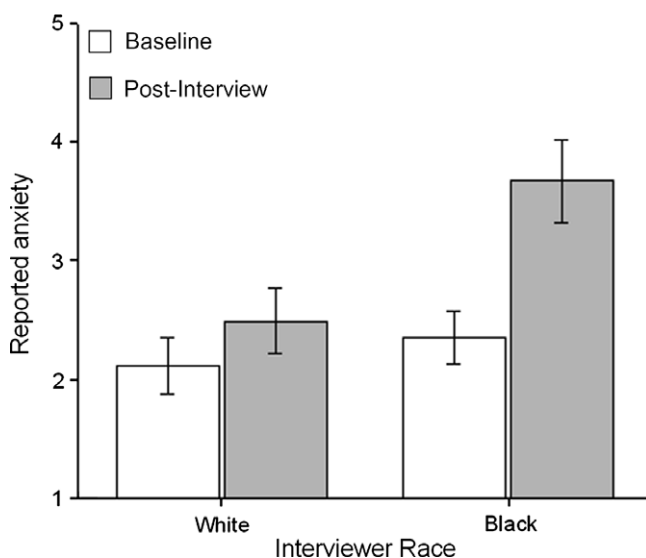 5
Baseline
Post-Interview
4
3
2
1
Reported anxiety
White
Black
Interviewer Race